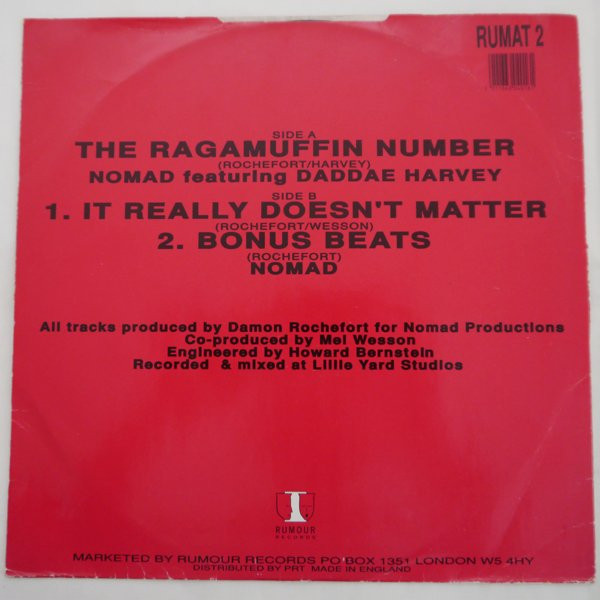 RUMAT 2
SIDE A
THE RAGAMUFFIN NUMBER
(ROCHEFORT/HARVEY)
NOMAD featuring DADDAE HARVEY
SIDE B
1. IT REALLY DOESN'T MATTER
(ROCHEFORT/WESSON)
2. BONUS BEATS
(ROCHEFORT)
NOMAD
All tracks produced by Damon Rochefort for Nomad Productions
Co-produced by Mel Wesson
Engineered by Howard Bernstein
Recorded & mixed at Lillie Yard Studios
RUMOUR
RECORDS
MARKETED BY RUMOUR RECORDS PO BOX 1351 LONDON W5 4HY
DISTRIBUTED BY PRT MADE IN ENGLAND